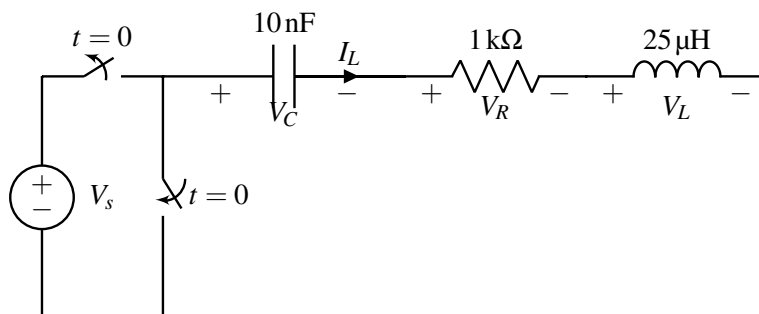 10 nF
1 kΩ
25 µH
t = 0
I_L
+ − + − + −
V_C
V_R
V_L
+
−
V_s
t = 0